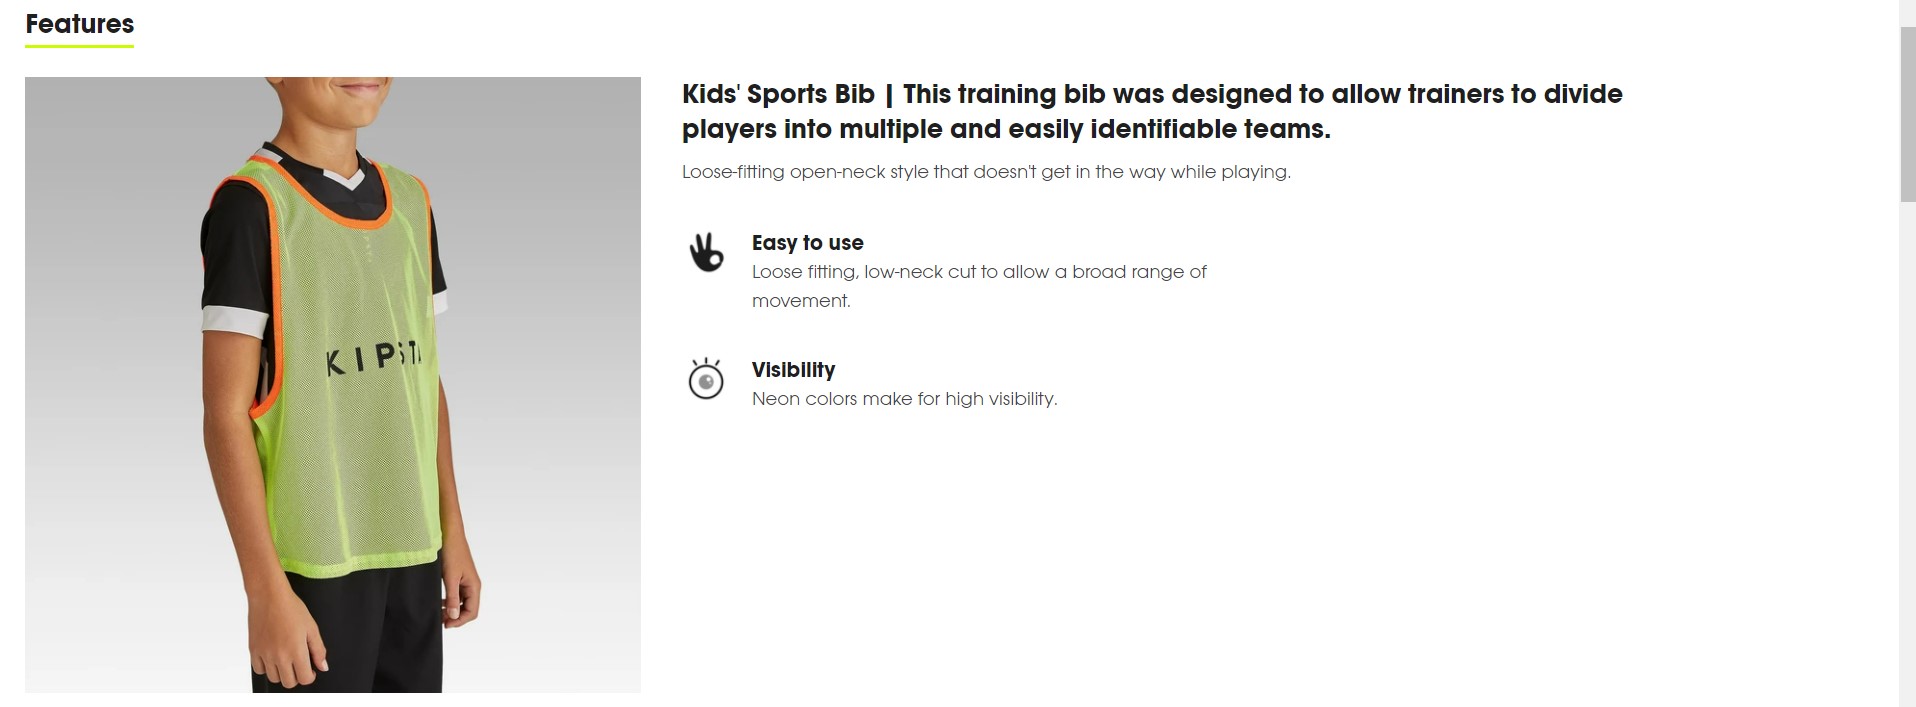 Features
Kids' Sports Bib | This training bib was designed to allow trainers to divide
players into multiple and easily identifiable teams.
Loose-fitting open-neck style that doesn't get in the way while playing.
Easy to use
Loose fitting, low-neck cut to allow a broad range of
movement.
Visibility
Neon colors make for high visibility.
KIPST